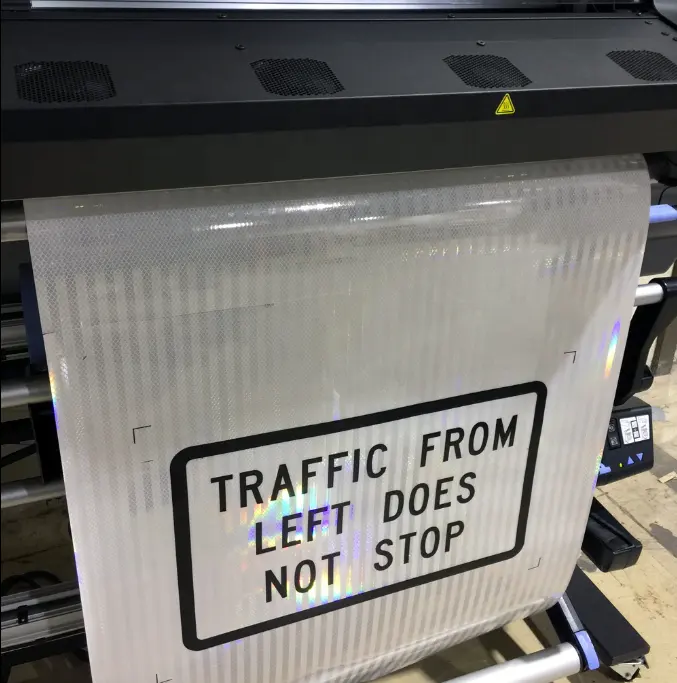 TRAFFIC FROM
LEFT DOES
NOT STOP